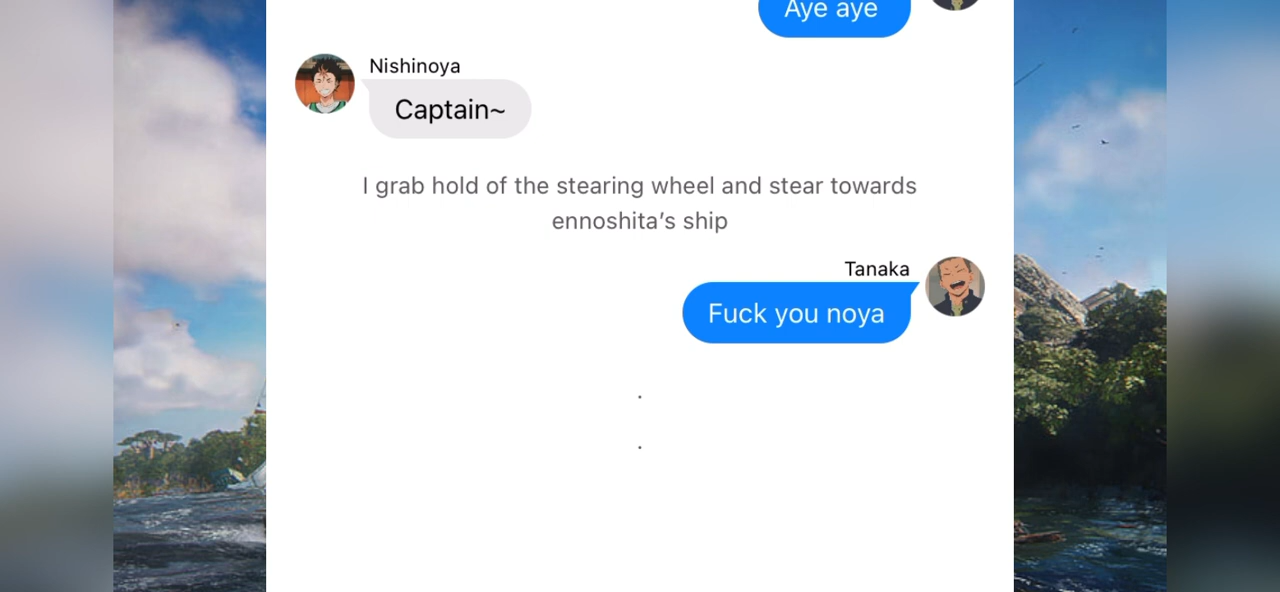 Aye aye
Nishinoya
Captain~
I grab hold of the stearing wheel and stear towards
ennoshita's ship
Tanaka
Fuck you noya
.
.